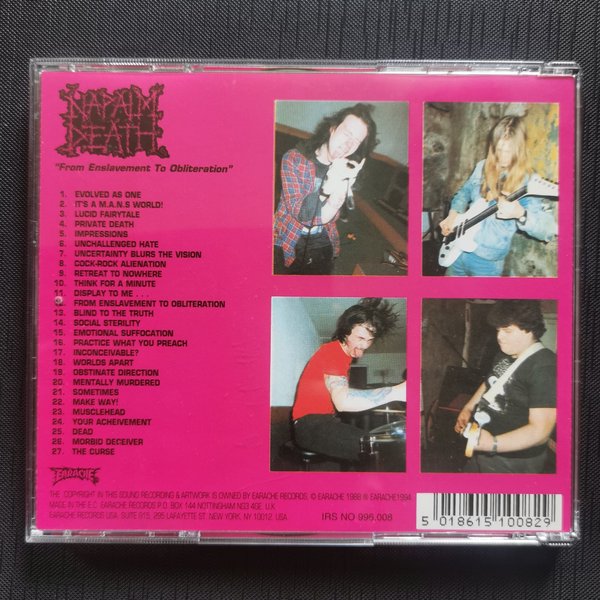 NAPALM
DEATH
"From Enslavement To Obliteration"
1. EVOLVED AS ONE
2. IT'S A M.A.N.S WORLD!
3. LUCID FAIRYTALE
4. PRIVATE DEATH
5. IMPRESSIONS
6. UNCHALLENGED HATE
7. UNCERTAINTY BLURS THE VISION
8. COCK-ROCK ALIENATION
9. RETREAT TO NOWHERE
10. THINK FOR A MINUTE
11. DISPLAY TO ME . . .
12. FROM ENSLAVEMENT TO OBLITERATION
13. BLIND TO THE TRUTH
14. SOCIAL STERILITY
15. EMOTIONAL SUFFOCATION
16. PRACTICE WHAT YOU PREACH
17. INCONCEIVABLE?
18. WORLDS APART
19. OBSTINATE DIRECTION
20. MENTALLY MURDERED
21. SOMETIMES
22. MAKE WAY!
23. MUSCLEHEAD
24. YOUR ACHEIVEMENT
25. DEAD
26. MORBID DECEIVER
27. THE CURSE
EARACHE
THE COPYRIGHT IN THIS SOUND RECORDING & ARTWORK IS OWNED BY EARACHE RECORDS. © EARACHE 1988 ℗ EARACHE1994
MADE IN THE E.C. EARACHE RECORDS P.O. BOX 144 NOTTINGHAM NG3 4GE. U.K
EARACHE RECORDS USA, SUITE 915, 295 LAFAYETTE ST. NEW YORK, NY 10012. USA
IRS NO 996.008
5 018615 100829